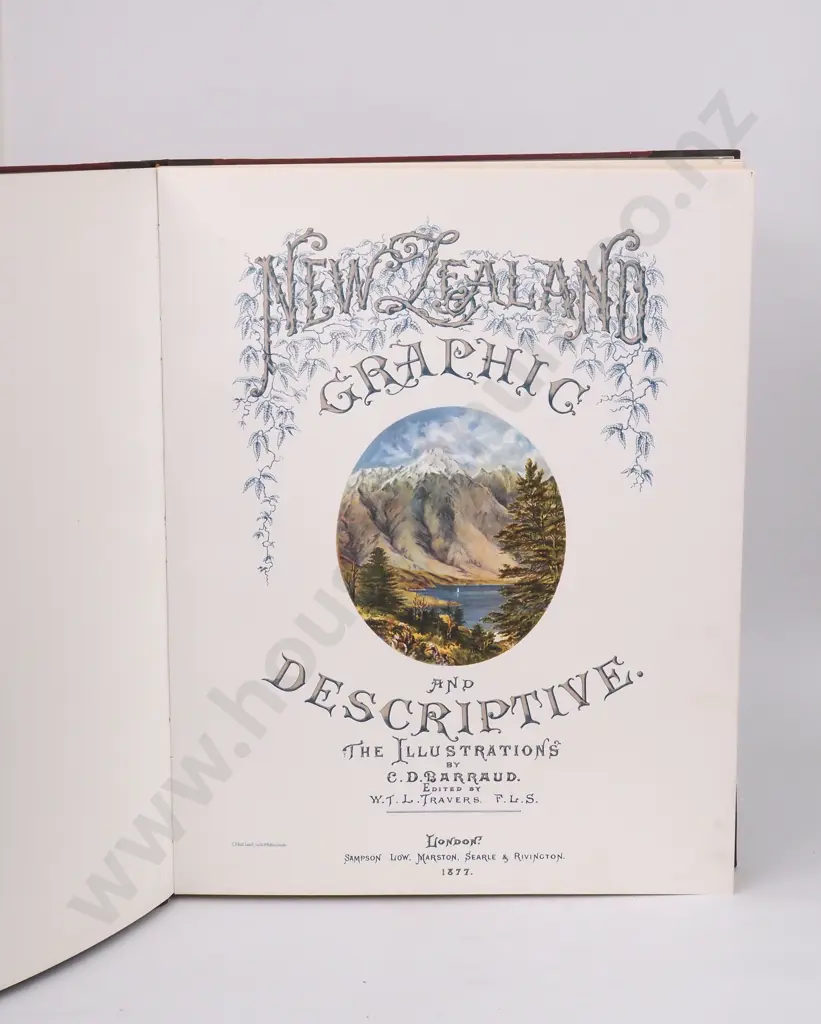 NEW ZEALAND
GRAPHIC
AND
DESCRIPTIVE.
THE ILLUSTRATIONS
BY
C. D. BARRAUD.
EDITED BY
W. T. L. TRAVERS. F. L. S.
LONDON:
SAMPSON LOW, MARSTON, SEARLE & RIVINGTON.
1877.